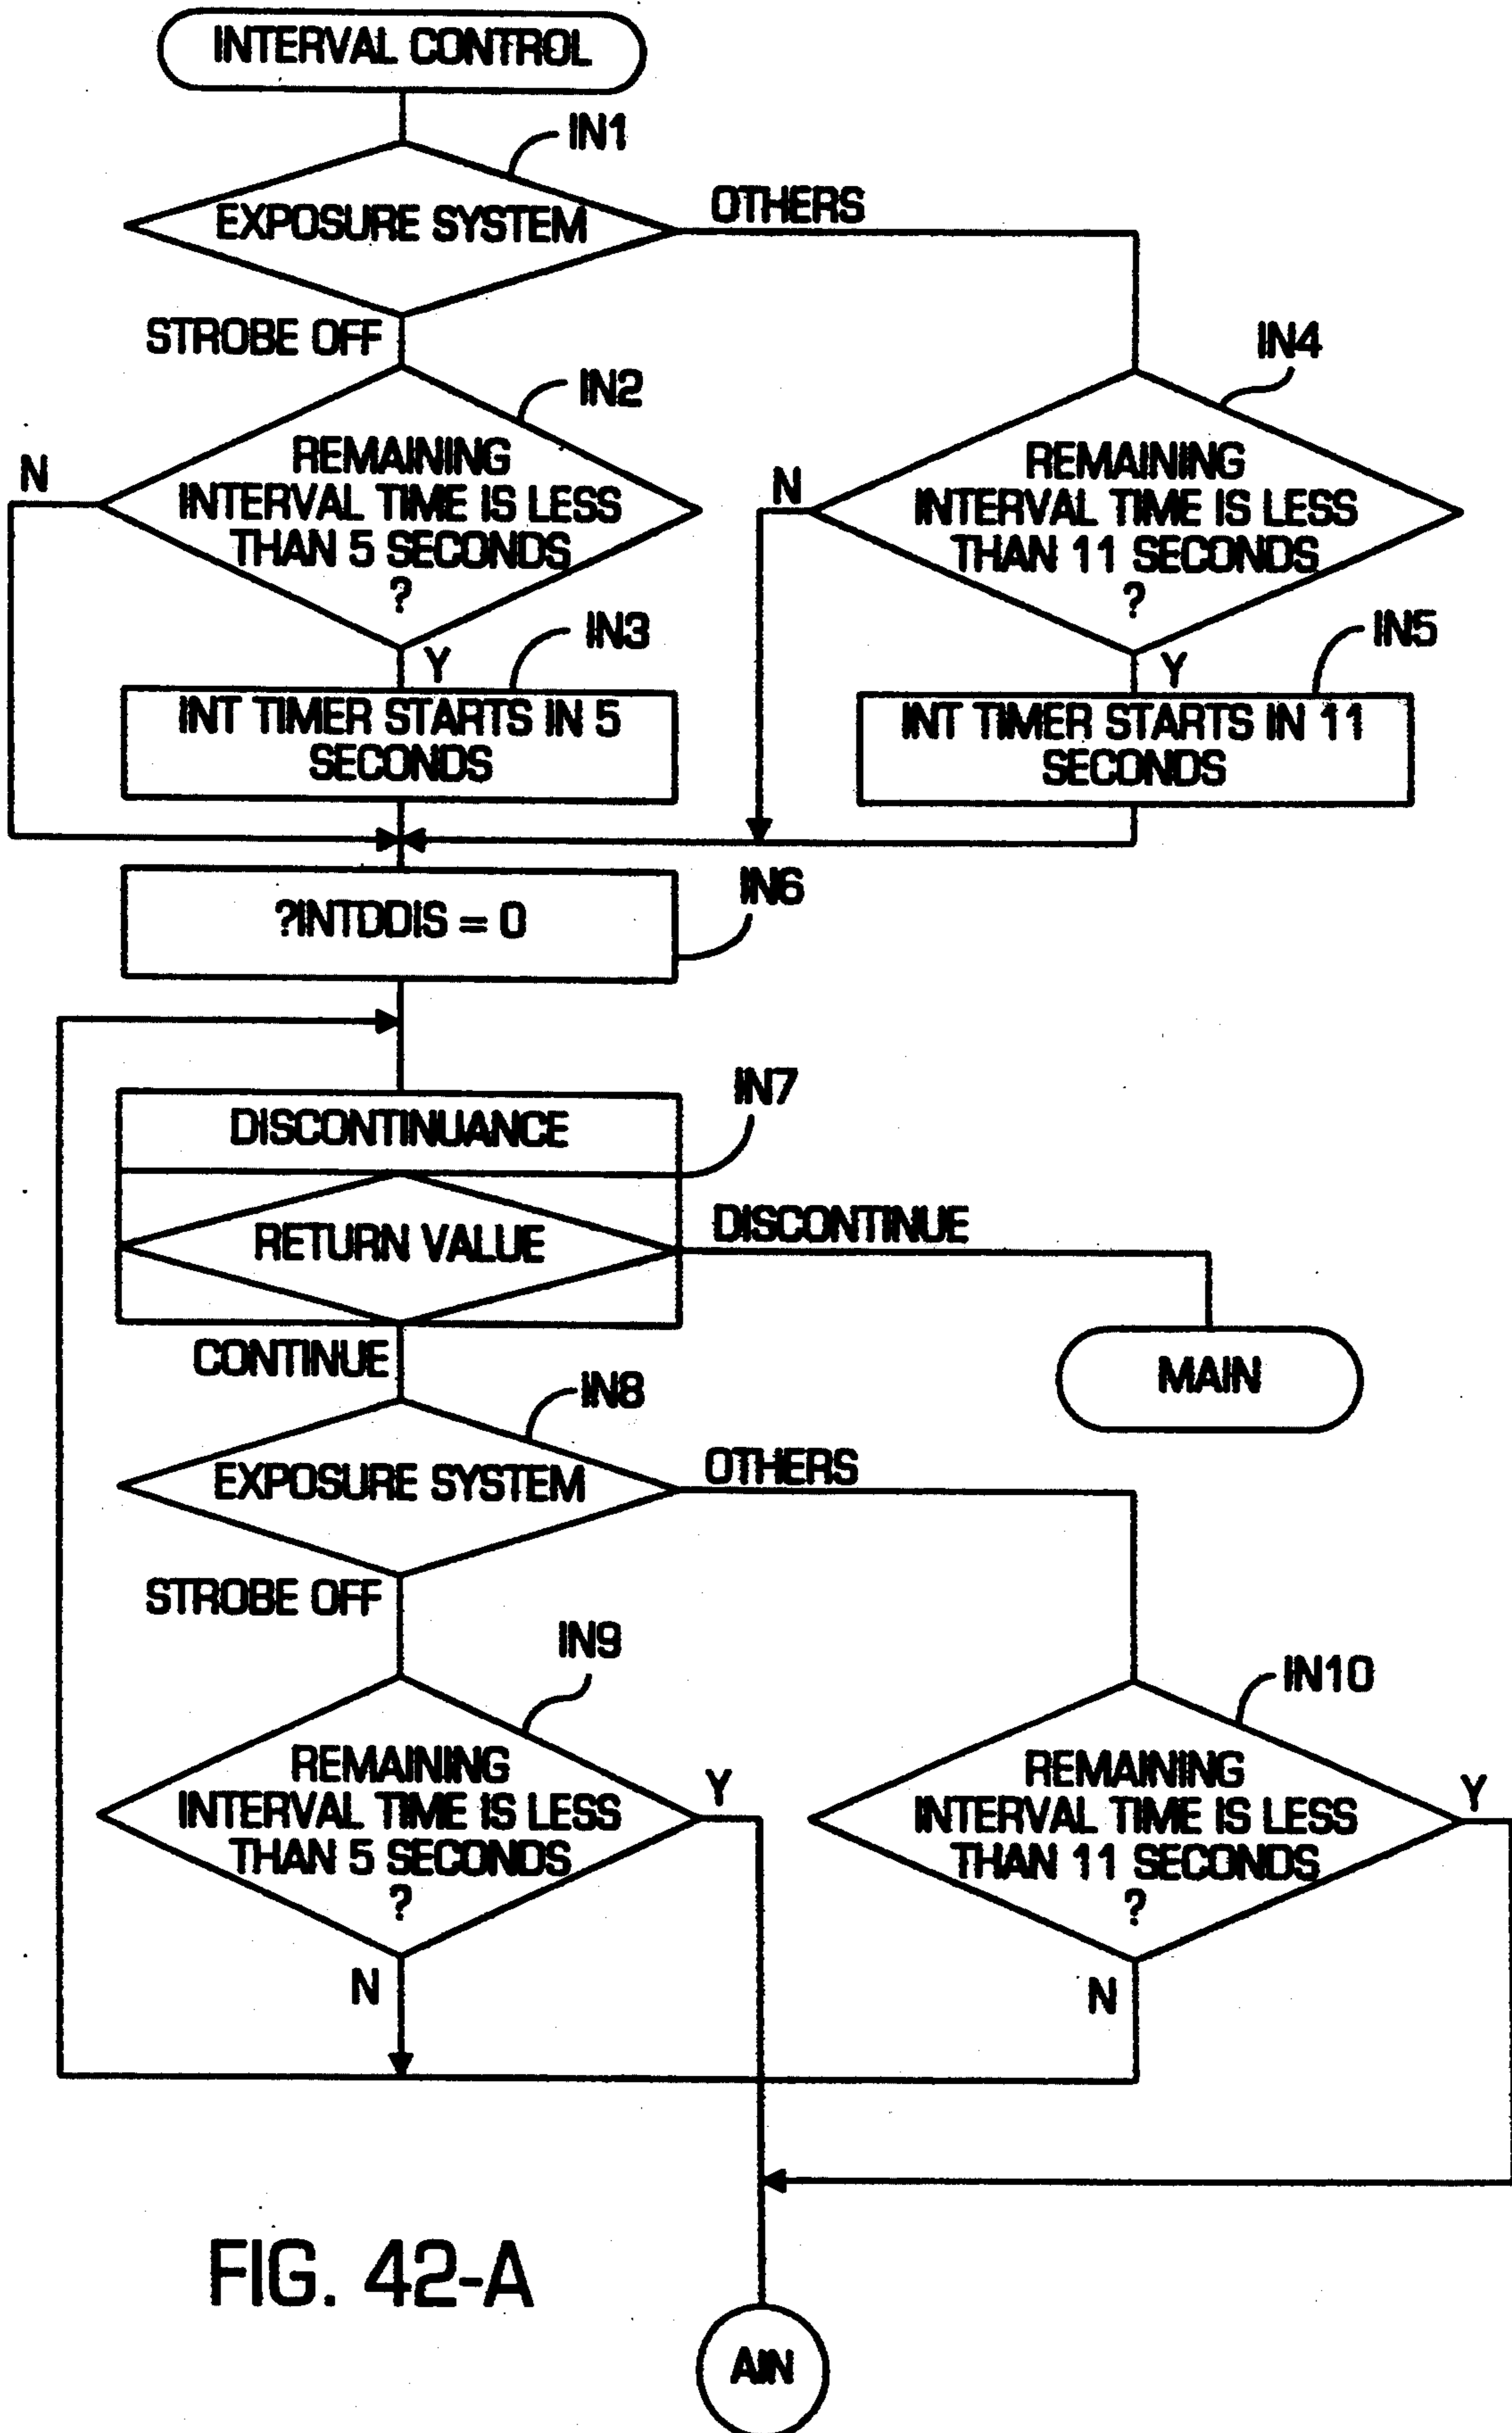 INTERVAL CONTROL
IN1
EXPOSURE SYSTEM
OTHERS
STROBE OFF
IN2
IN4
N
REMAINING
INTERVAL TIME IS LESS
THAN 5 SECONDS
?
N
REMAINING
INTERVAL TIME IS LESS
THAN 11 SECONDS
?
Y
IN3
Y
IN5
INT TIMER STARTS IN 5
SECONDS
INT TIMER STARTS IN 11
SECONDS
?INTDDIS = 0
IN6
DISCONTINUANCE
IN7
RETURN VALUE
DISCONTINUE
MAIN
CONTINUE
IN8
EXPOSURE SYSTEM
OTHERS
STROBE OFF
IN9
IN10
REMAINING
INTERVAL TIME IS LESS
THAN 5 SECONDS
?
Y
REMAINING
INTERVAL TIME IS LESS
THAN 11 SECONDS
?
Y
N
N
FIG. 42-A
AIN